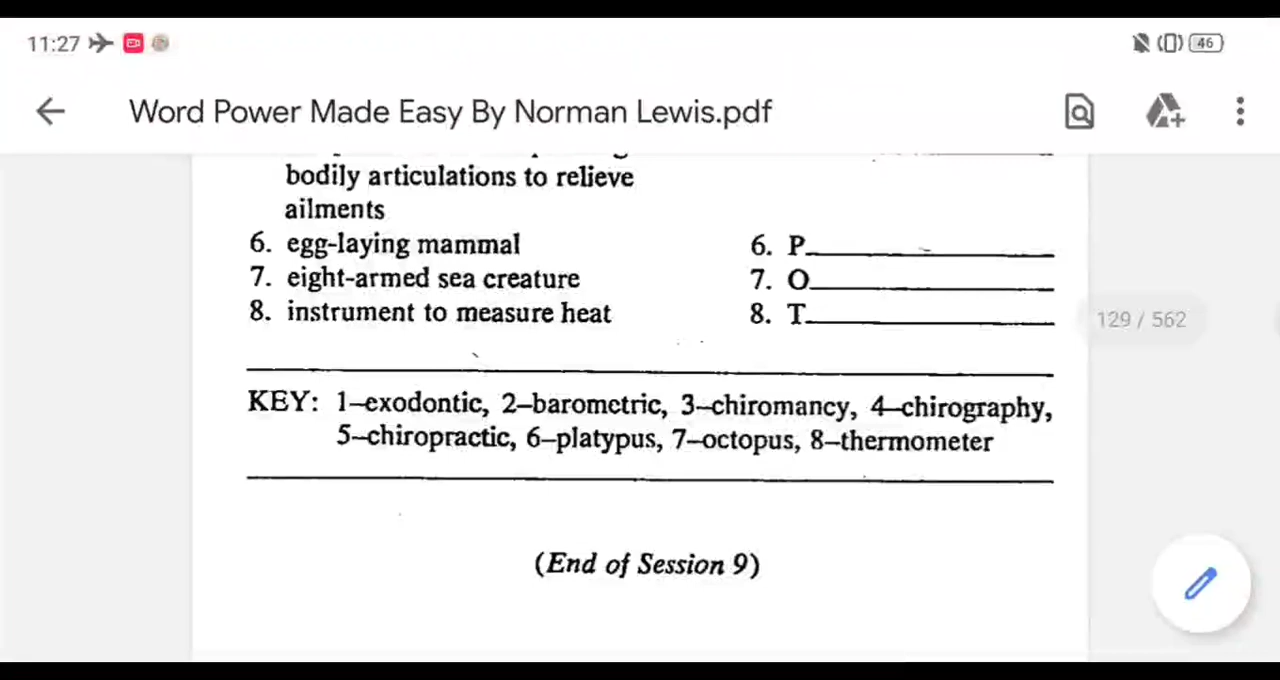 11:27
46
Word Power Made Easy By Norman Lewis.pdf
bodily articulations to relieve
ailments
6. egg-laying mammal 6. P
7. eight-armed sea creature 7. O
8. instrument to measure heat 8. T
129 / 562
KEY: 1–exodontic, 2–barometric, 3–chiromancy, 4–chirography,
5–chiropractic, 6–platypus, 7–octopus, 8–thermometer
(End of Session 9)